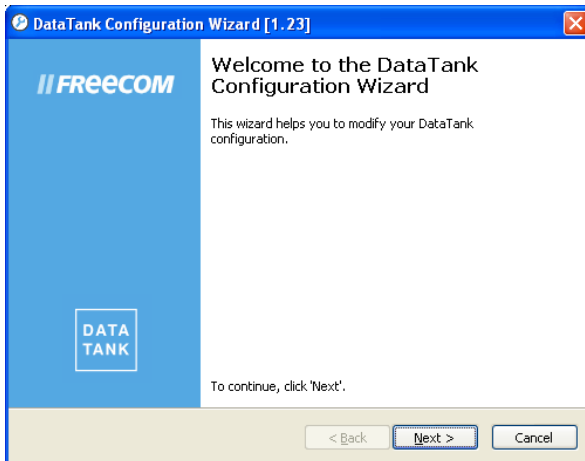 DataTank Configuration Wizard [1.23]
FREECOM
Welcome to the DataTank
Configuration Wizard
This wizard helps you to modify your DataTank
configuration.
DATA
TANK
To continue, click 'Next'.
< Back
Next >
Cancel